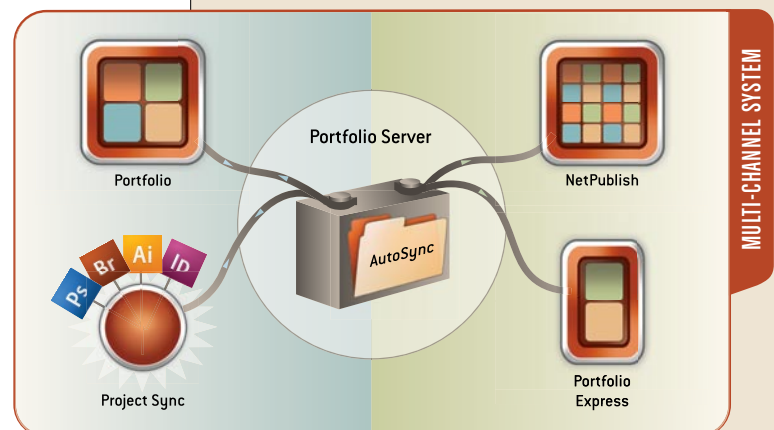 Portfolio Server
Portfolio
NetPublish
AutoSync
Ps
Br
Ai
ID
Project Sync
Portfolio
Express
MULTI-CHANNEL SYSTEM